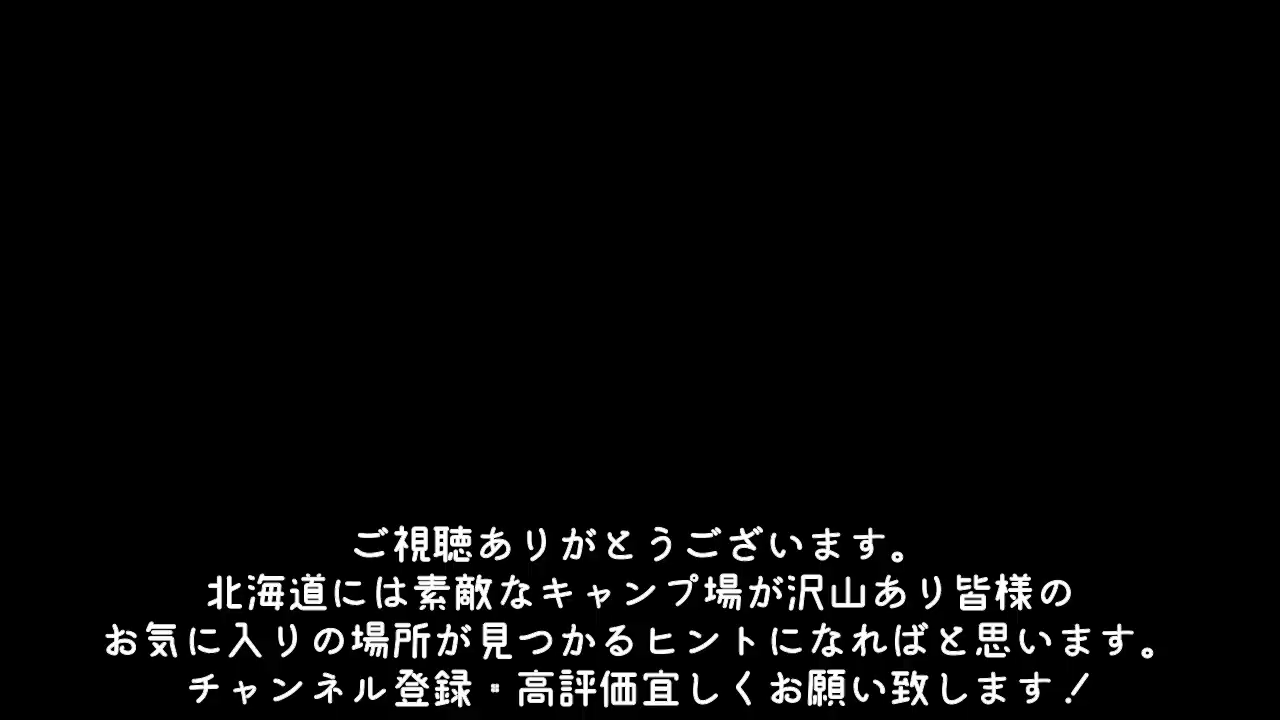 ご視聴ありがとうございます。
北海道には素敵なキャンプ場が沢山あり皆様の
お気に入りの場所が見つかるヒントになればと思います。
チャンネル登録・高評価宜しくお願い致します！